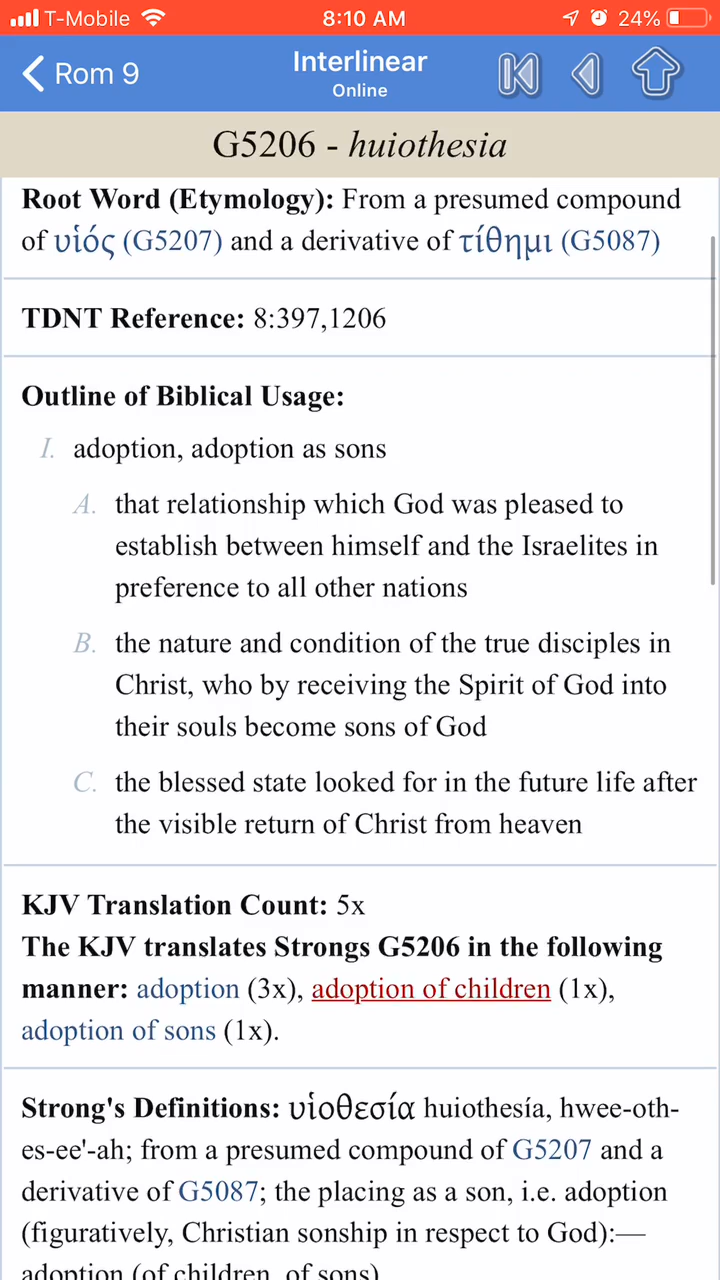 T-Mobile 8:10 AM 24%
Rom 9 Interlinear
Online
G5206 - huiothesia
Root Word (Etymology): From a presumed compound
of υἱός (G5207) and a derivative of τίθημι (G5087)
TDNT Reference: 8:397,1206
Outline of Biblical Usage:
I. adoption, adoption as sons
A. that relationship which God was pleased to
establish between himself and the Israelites in
preference to all other nations
B. the nature and condition of the true disciples in
Christ, who by receiving the Spirit of God into
their souls become sons of God
C. the blessed state looked for in the future life after
the visible return of Christ from heaven
KJV Translation Count: 5x
The KJV translates Strongs G5206 in the following
manner: adoption (3x), adoption of children (1x),
adoption of sons (1x).
Strong's Definitions: υἱοθεσία huiothesía, hwee-oth-
es-ee'-ah; from a presumed compound of G5207 and a
derivative of G5087; the placing as a son, i.e. adoption
(figuratively, Christian sonship in respect to God):—
adoption (of children, of sons)